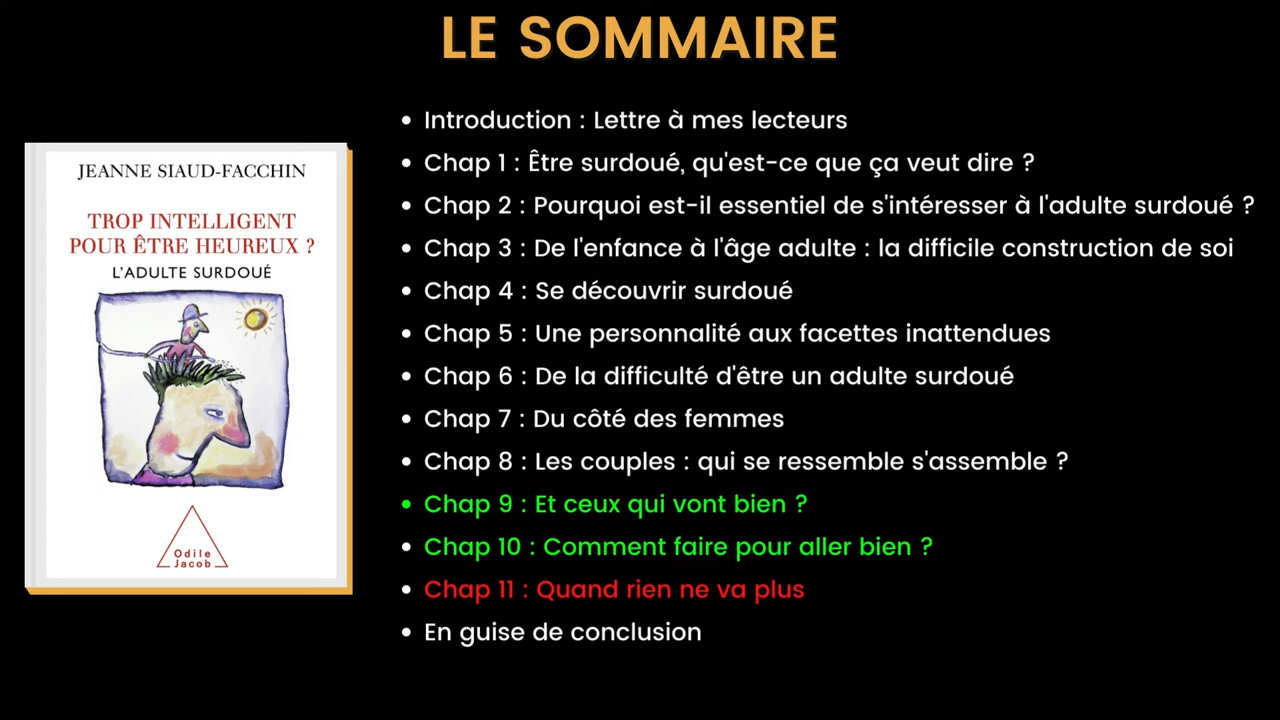 LE SOMMAIRE
JEANNE SIAUD-FACCHIN
TROP INTELLIGENT
POUR ÊTRE HEUREUX ?
L'ADULTE SURDOUÉ
Odile
Jacob
• Introduction : Lettre à mes lecteurs
• Chap 1 : Être surdoué, qu'est-ce que ça veut dire ?
• Chap 2 : Pourquoi est-il essentiel de s'intéresser à l'adulte surdoué ?
• Chap 3 : De l'enfance à l'âge adulte : la difficile construction de soi
• Chap 4 : Se découvrir surdoué
• Chap 5 : Une personnalité aux facettes inattendues
• Chap 6 : De la difficulté d'être un adulte surdoué
• Chap 7 : Du côté des femmes
• Chap 8 : Les couples : qui se ressemble s'assemble ?
• Chap 9 : Et ceux qui vont bien ?
• Chap 10 : Comment faire pour aller bien ?
• Chap 11 : Quand rien ne va plus
• En guise de conclusion